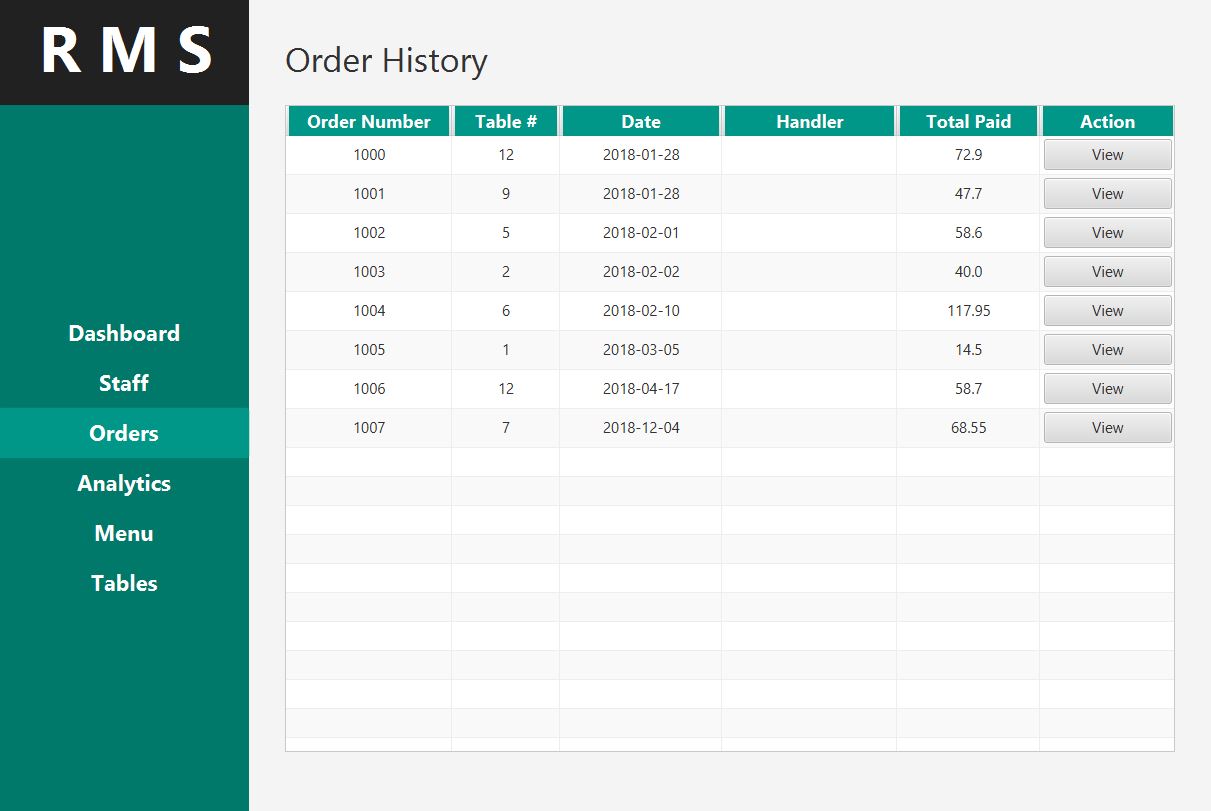 R M S
Dashboard
Staff
Orders
Analytics
Menu
Tables
Order History
Order Number Table # Date Handler Total Paid Action
1000 12 2018-01-28 72.9 View
1001 9 2018-01-28 47.7 View
1002 5 2018-02-01 58.6 View
1003 2 2018-02-02 40.0 View
1004 6 2018-02-10 117.95 View
1005 1 2018-03-05 14.5 View
1006 12 2018-04-17 58.7 View
1007 7 2018-12-04 68.55 View